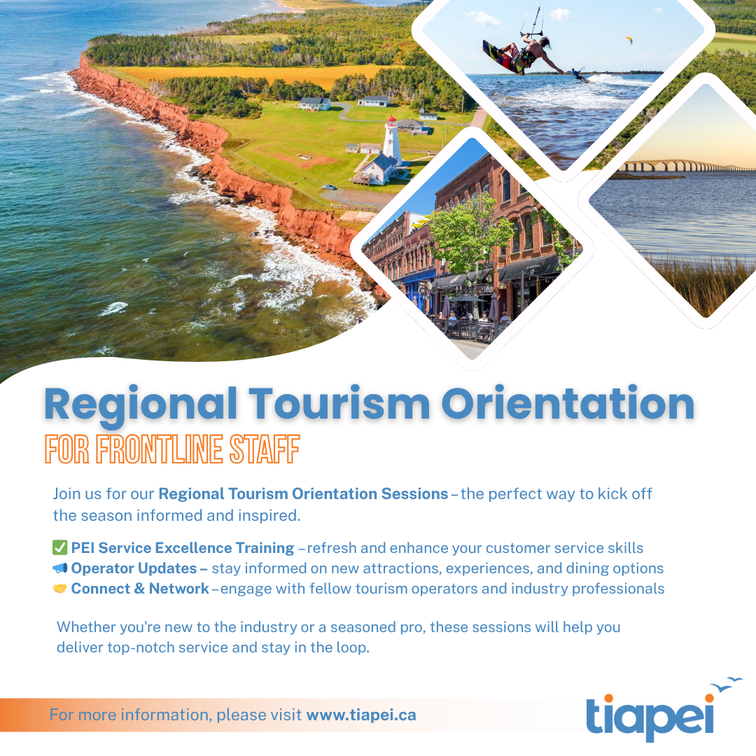 Regional Tourism Orientation
FOR FRONTLINE STAFF
Join us for our Regional Tourism Orientation Sessions – the perfect way to kick off
the season informed and inspired.
✅ PEI Service Excellence Training – refresh and enhance your customer service skills
📣 Operator Updates – stay informed on new attractions, experiences, and dining options
🤝 Connect & Network – engage with fellow tourism operators and industry professionals
Whether you're new to the industry or a seasoned pro, these sessions will help you
deliver top-notch service and stay in the loop.
For more information, please visit www.tiapei.ca
tiapei